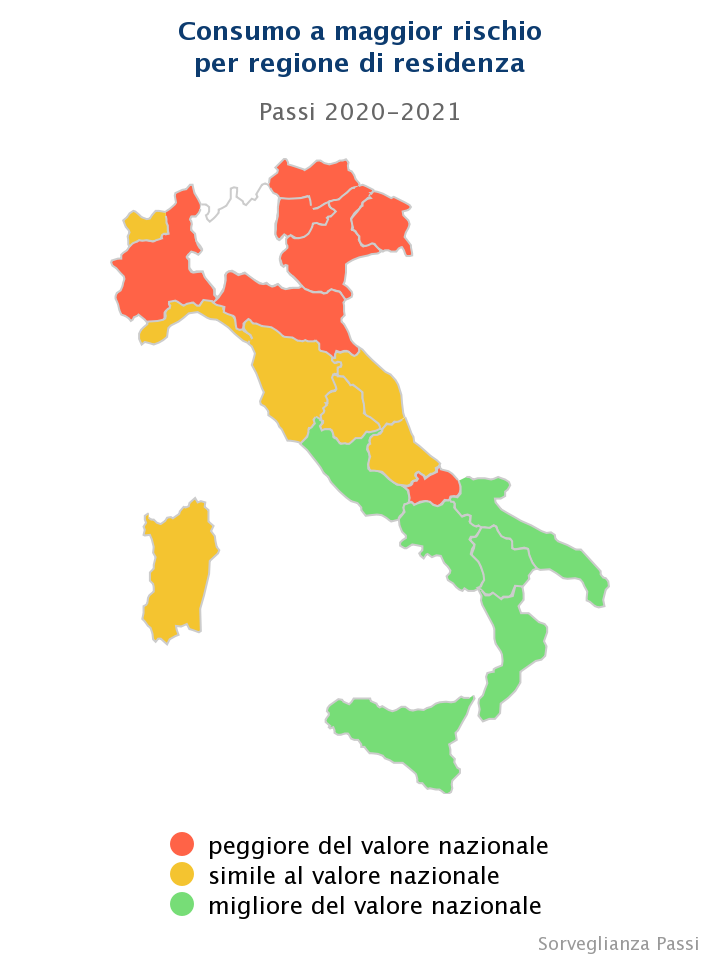 Consumo a maggior rischio
per regione di residenza
Passi 2020-2021
peggiore del valore nazionale
simile al valore nazionale
migliore del valore nazionale
Sorveglianza Passi